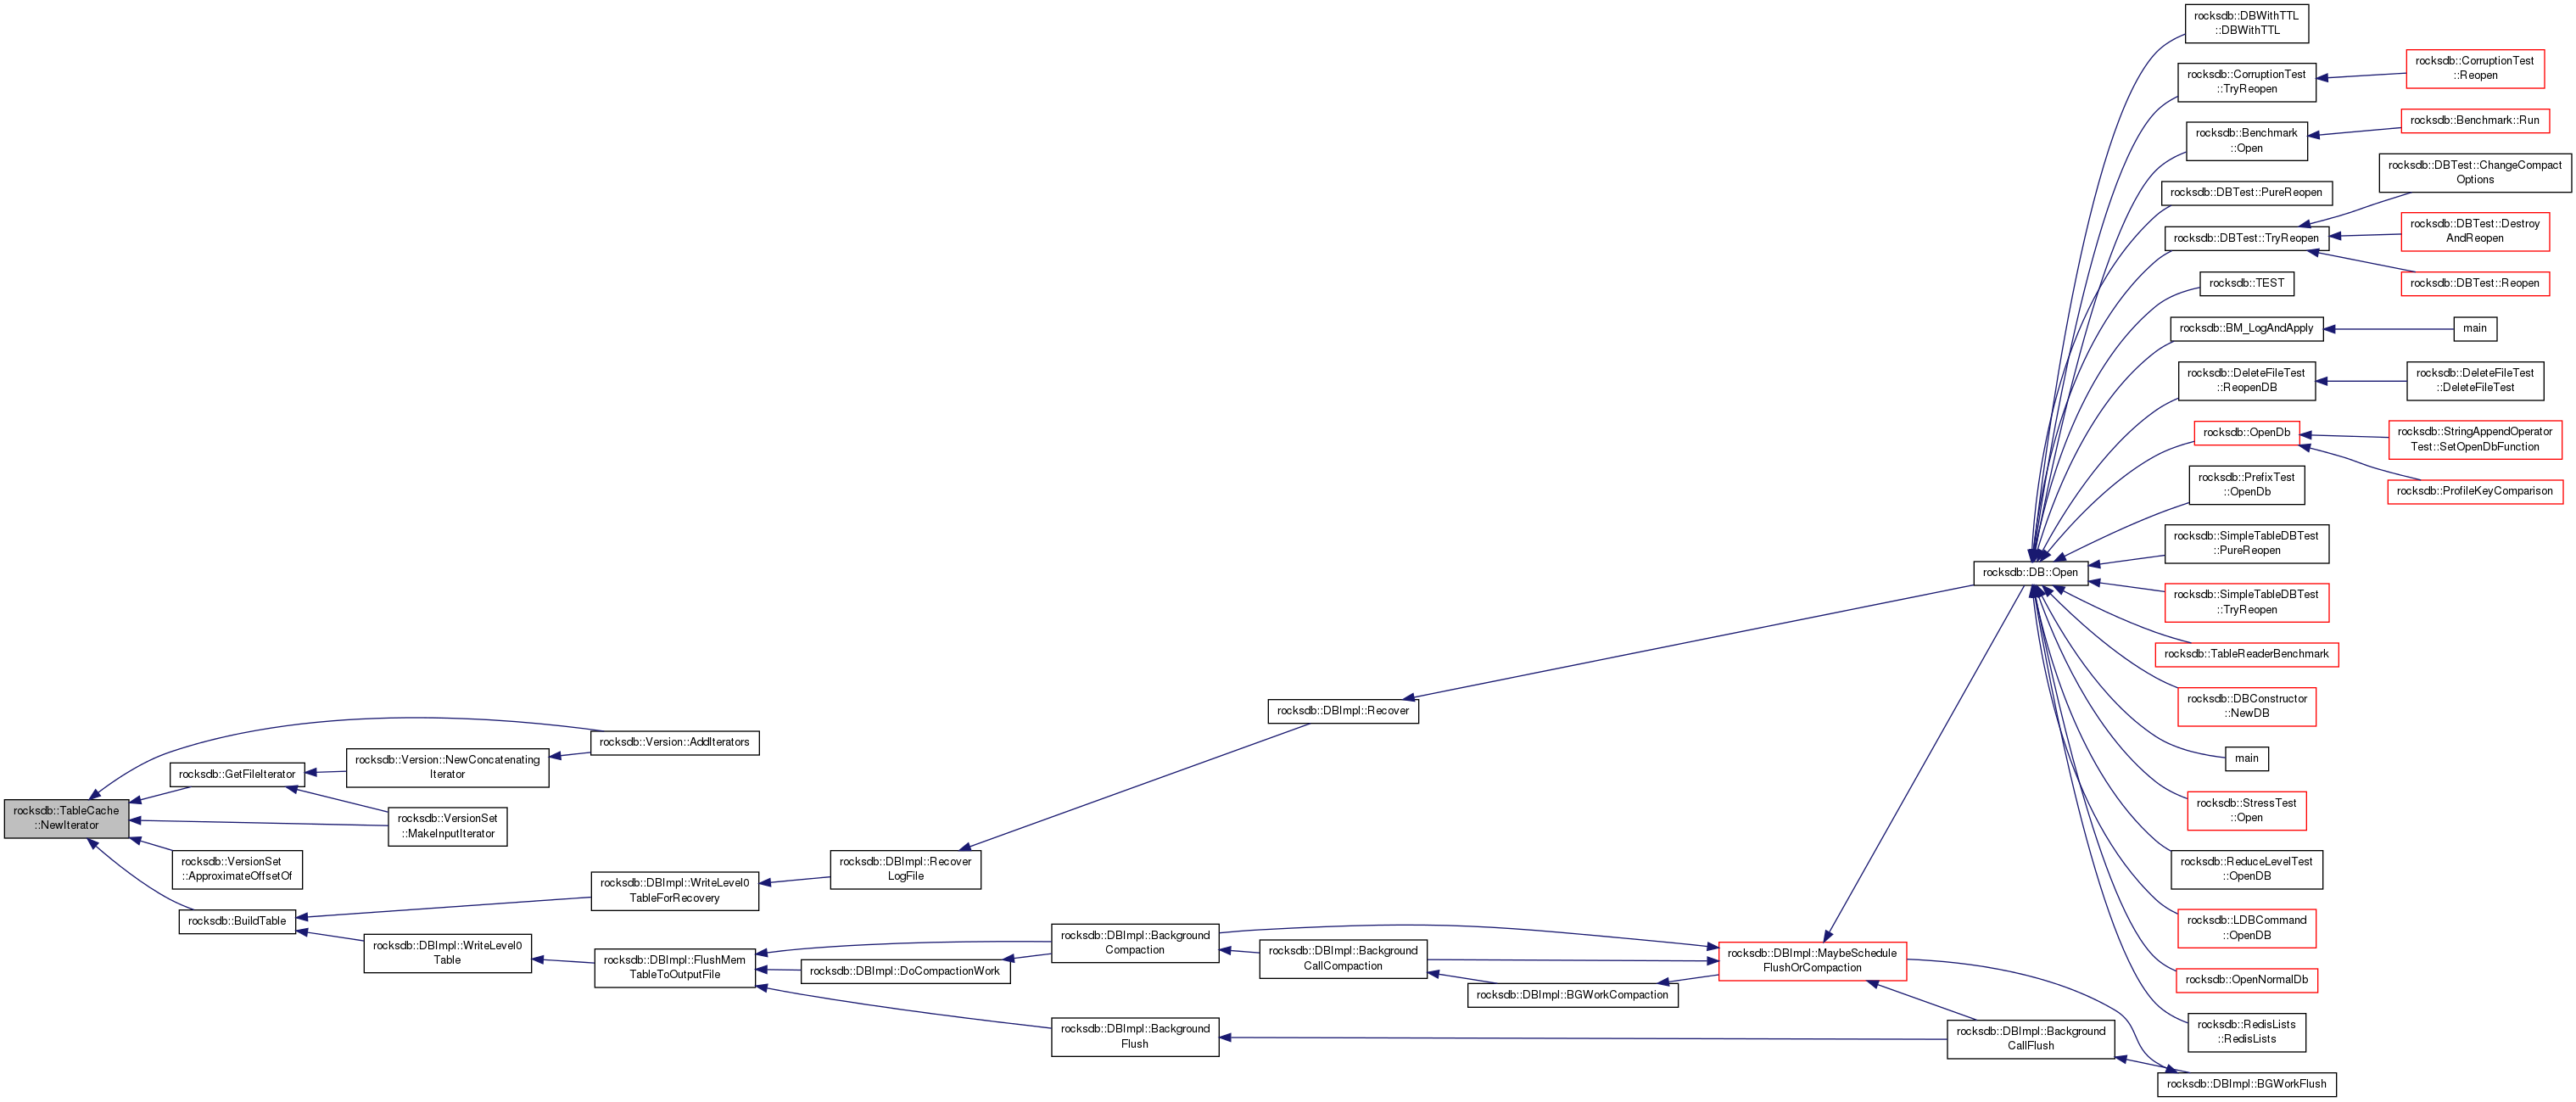 rocksdb::TableCache
::NewIterator
rocksdb::GetFileIterator
rocksdb::Version::NewConcatenating
Iterator
rocksdb::Version::AddIterators
rocksdb::VersionSet
::MakeInputIterator
rocksdb::VersionSet
::ApproximateOffsetOf
rocksdb::BuildTable
rocksdb::DBImpl::WriteLevel0
TableForRecovery
rocksdb::DBImpl::WriteLevel0
Table
rocksdb::DBImpl::Recover
LogFile
rocksdb::DBImpl::FlushMem
TableToOutputFile
rocksdb::DBImpl::DoCompactionWork
rocksdb::DBImpl::Background
Compaction
rocksdb::DBImpl::Background
Flush
rocksdb::DBImpl::Recover
rocksdb::DBImpl::Background
CallCompaction
rocksdb::DBImpl::BGWorkCompaction
rocksdb::DBImpl::MaybeSchedule
FlushOrCompaction
rocksdb::DBImpl::Background
CallFlush
rocksdb::DBImpl::BGWorkFlush
rocksdb::DB::Open
rocksdb::DBWithTTL
::DBWithTTL
rocksdb::CorruptionTest
::TryReopen
rocksdb::CorruptionTest
::Reopen
rocksdb::Benchmark
::Open
rocksdb::Benchmark::Run
rocksdb::DBTest::PureReopen
rocksdb::DBTest::TryReopen
rocksdb::DBTest::ChangeCompact
Options
rocksdb::DBTest::Destroy
AndReopen
rocksdb::DBTest::Reopen
rocksdb::TEST
rocksdb::BM_LogAndApply
main
rocksdb::DeleteFileTest
::ReopenDB
rocksdb::DeleteFileTest
::DeleteFileTest
rocksdb::OpenDb
rocksdb::StringAppendOperator
Test::SetOpenDbFunction
rocksdb::ProfileKeyComparison
rocksdb::PrefixTest
::OpenDb
rocksdb::SimpleTableDBTest
::PureReopen
rocksdb::SimpleTableDBTest
::TryReopen
rocksdb::TableReaderBenchmark
rocksdb::DBConstructor
::NewDB
main
rocksdb::StressTest
::Open
rocksdb::ReduceLevelTest
::OpenDB
rocksdb::LDBCommand
::OpenDB
rocksdb::OpenNormalDb
rocksdb::RedisLists
::RedisLists